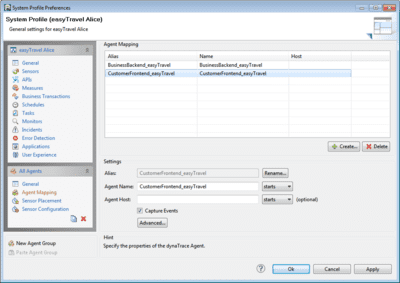 System Profile Preferences
System Profile (easyTravel Alice)
General settings for easyTravel Alice
easyTravel Alice
General
Sensors
APIs
Measures
Business Transactions
Schedules
Tasks
Monitors
Incidents
Error Detection
Applications
User Experience
All Agents
General
Agent Mapping
Sensor Placement
Sensor Configuration
New Agent Group
Paste Agent Group
Agent Mapping
Alias Name Host
BusinessBackend_easyTravel BusinessBackend_easyTravel
CustomerFrontend_easyTravel CustomerFrontend_easyTravel
Create... Delete
Settings
Alias: CustomerFrontend_easyTravel Rename...
Agent Name: CustomerFrontend_easyTravel starts
Agent Host: starts (optional)
Capture Events
Advanced...
Hint
Specify the properties of the dynaTrace Agent.
Ok Cancel Apply